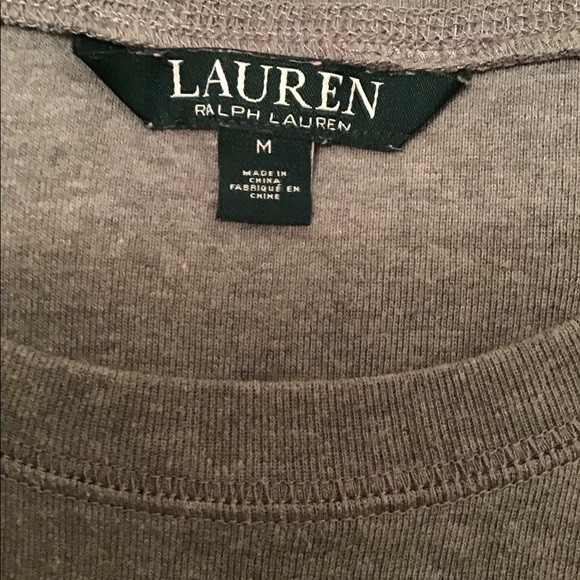 LAUREN
RALPH LAUREN
M
MADE IN
CHINA
FABRIQUÉ EN
CHINE